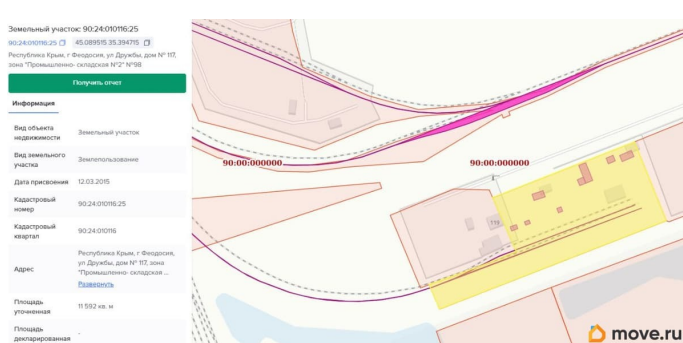 Земельный участок: 90:24:010116:25
90:24:010116:25 45.089515 35.394715
Республика Крым, г Феодосия, ул Дружбы, дом № 117,
зона "Промышленно- складская №2" №98
Получить отчет
Информация
Вид объекта недвижимости Земельный участок
Вид земельного участка Землепользование
Дата присвоения 12.03.2015
Кадастровый номер 90:24:010116:25
Кадастровый квартал 90:24:010116
Адрес Республика Крым, г Феодосия, ул Дружбы, дом № 117, зона "Промышленно- складская ...
Развернуть
Площадь уточненная 11 592 кв. м
Площадь декларированная -
90:00:000000
90:00:000000
119
move.ru